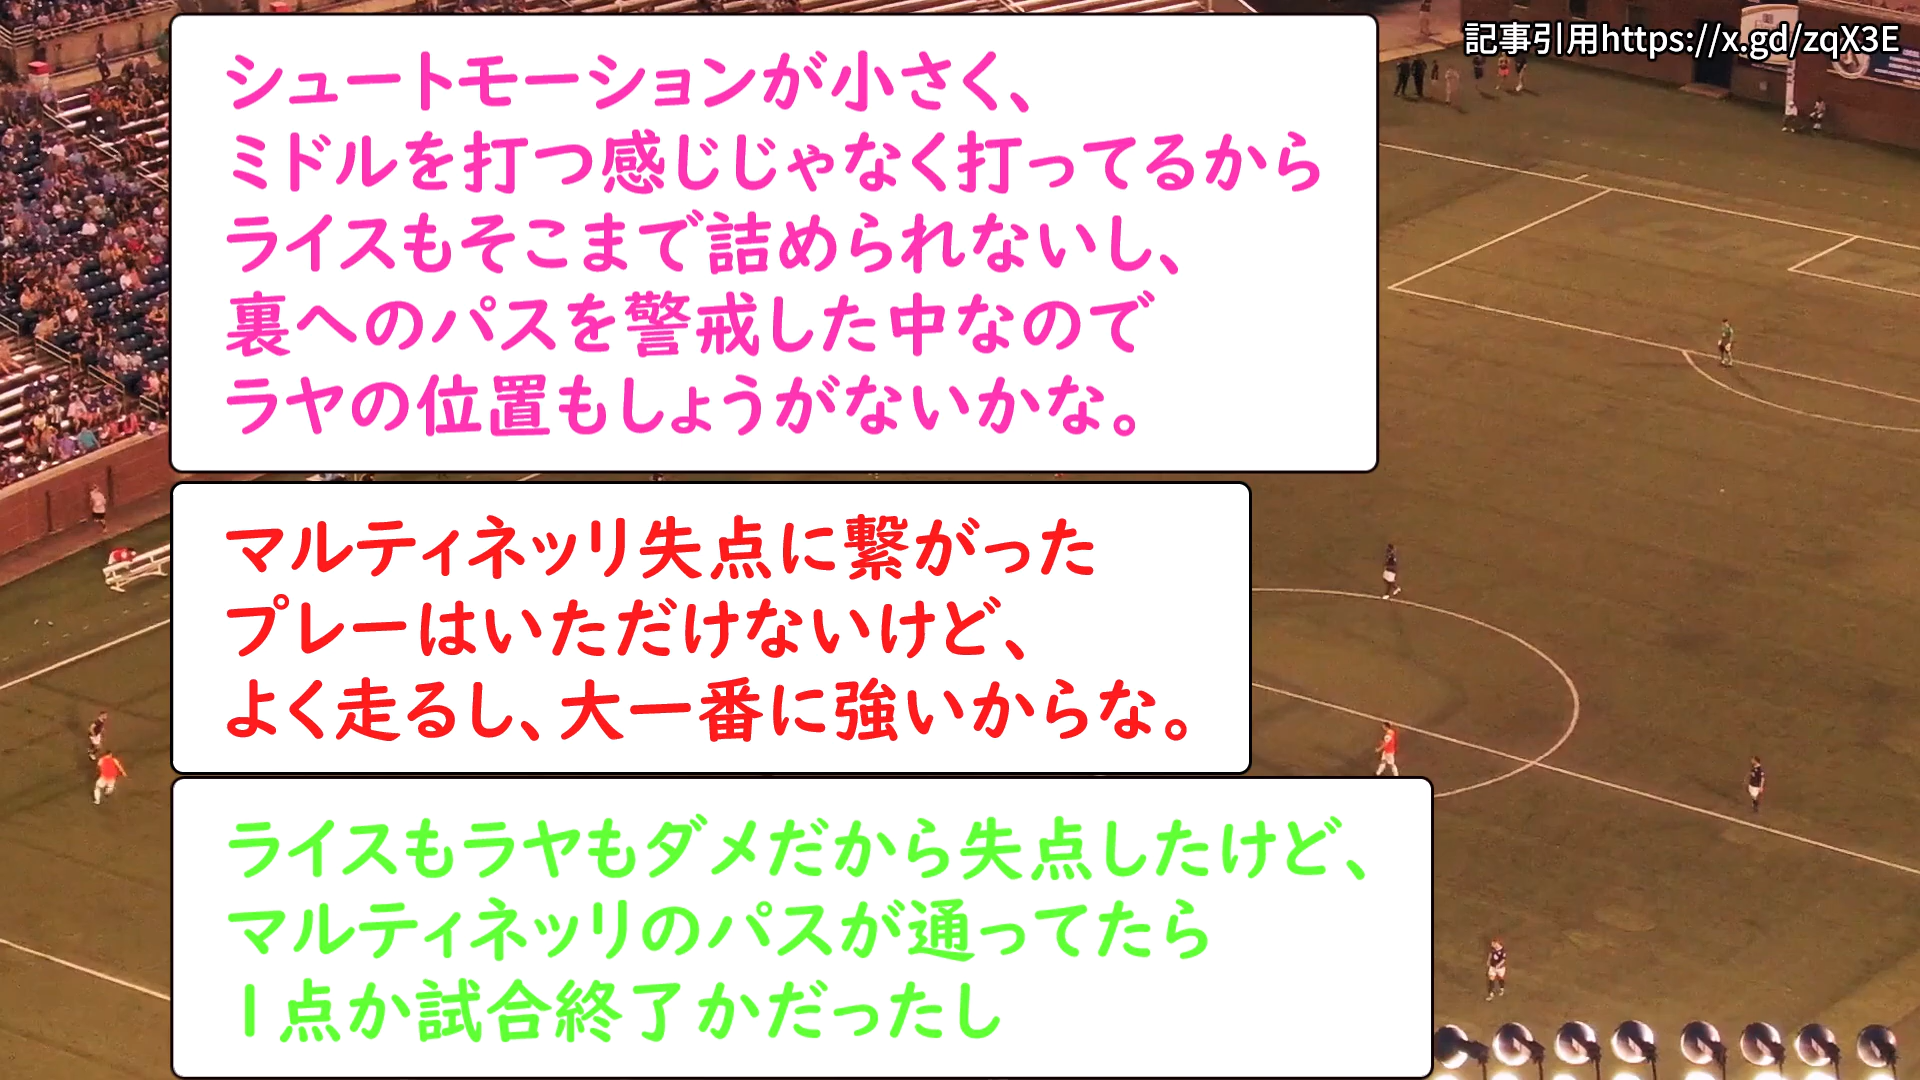 記事引用https://x.gd/zqX3E
シュートモーションが小さく、
ミドルを打つ感じじゃなく打ってるから
ライスもそこまで詰められないし、
裏へのパスを警戒した中なので
ラヤの位置もしょうがないかな。
マルティネッリ失点に繋がった
プレーはいただけないけど、
よく走るし、大一番に強いからな。
ライスもラヤもダメだから失点したけど、
マルティネッリのパスが通ってたら
1点か試合終了かだったし